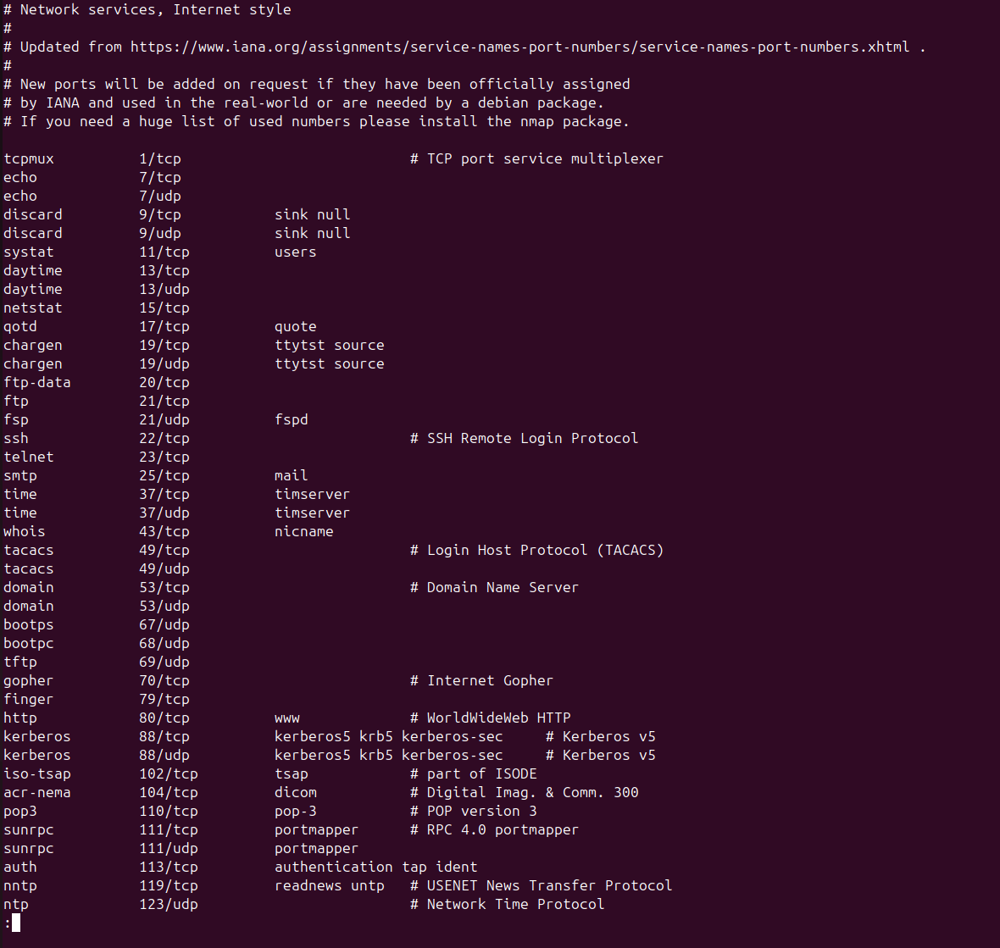 # Network services, Internet style
#
# Updated from https://www.iana.org/assignments/service-names-port-numbers/service-names-port-numbers.xhtml .
#
# New ports will be added on request if they have been officially assigned
# by IANA and used in the real-world or are needed by a debian package.
# If you need a huge list of used numbers please install the nmap package.

tcpmux          1/tcp                           # TCP port service multiplexer
echo            7/tcp
echo            7/udp
discard         9/tcp           sink null
discard         9/udp           sink null
systat          11/tcp          users
daytime         13/tcp
daytime         13/udp
netstat         15/tcp
qotd            17/tcp          quote
chargen         19/tcp          ttytst source
chargen         19/udp          ttytst source
ftp-data        20/tcp
ftp             21/tcp
fsp             21/udp          fspd
ssh             22/tcp                          # SSH Remote Login Protocol
telnet          23/tcp
smtp            25/tcp          mail
time            37/tcp          timserver
time            37/udp          timserver
whois           43/tcp          nicname
tacacs          49/tcp                          # Login Host Protocol (TACACS)
tacacs          49/udp
domain          53/tcp                          # Domain Name Server
domain          53/udp
bootps          67/udp
bootpc          68/udp
tftp            69/udp
gopher          70/tcp                          # Internet Gopher
finger          79/tcp
http            80/tcp          www             # WorldWideWeb HTTP
kerberos        88/tcp          kerberos5 krb5 kerberos-sec     # Kerberos v5
kerberos        88/udp          kerberos5 krb5 kerberos-sec     # Kerberos v5
iso-tsap        102/tcp         tsap            # part of ISODE
acr-nema        104/tcp         dicom           # Digital Imag. & Comm. 300
pop3            110/tcp         pop-3           # POP version 3
sunrpc          111/tcp         portmapper      # RPC 4.0 portmapper
sunrpc          111/udp         portmapper
auth            113/tcp         authentication tap ident
nntp            119/tcp         readnews untp   # USENET News Transfer Protocol
ntp             123/udp                         # Network Time Protocol
: